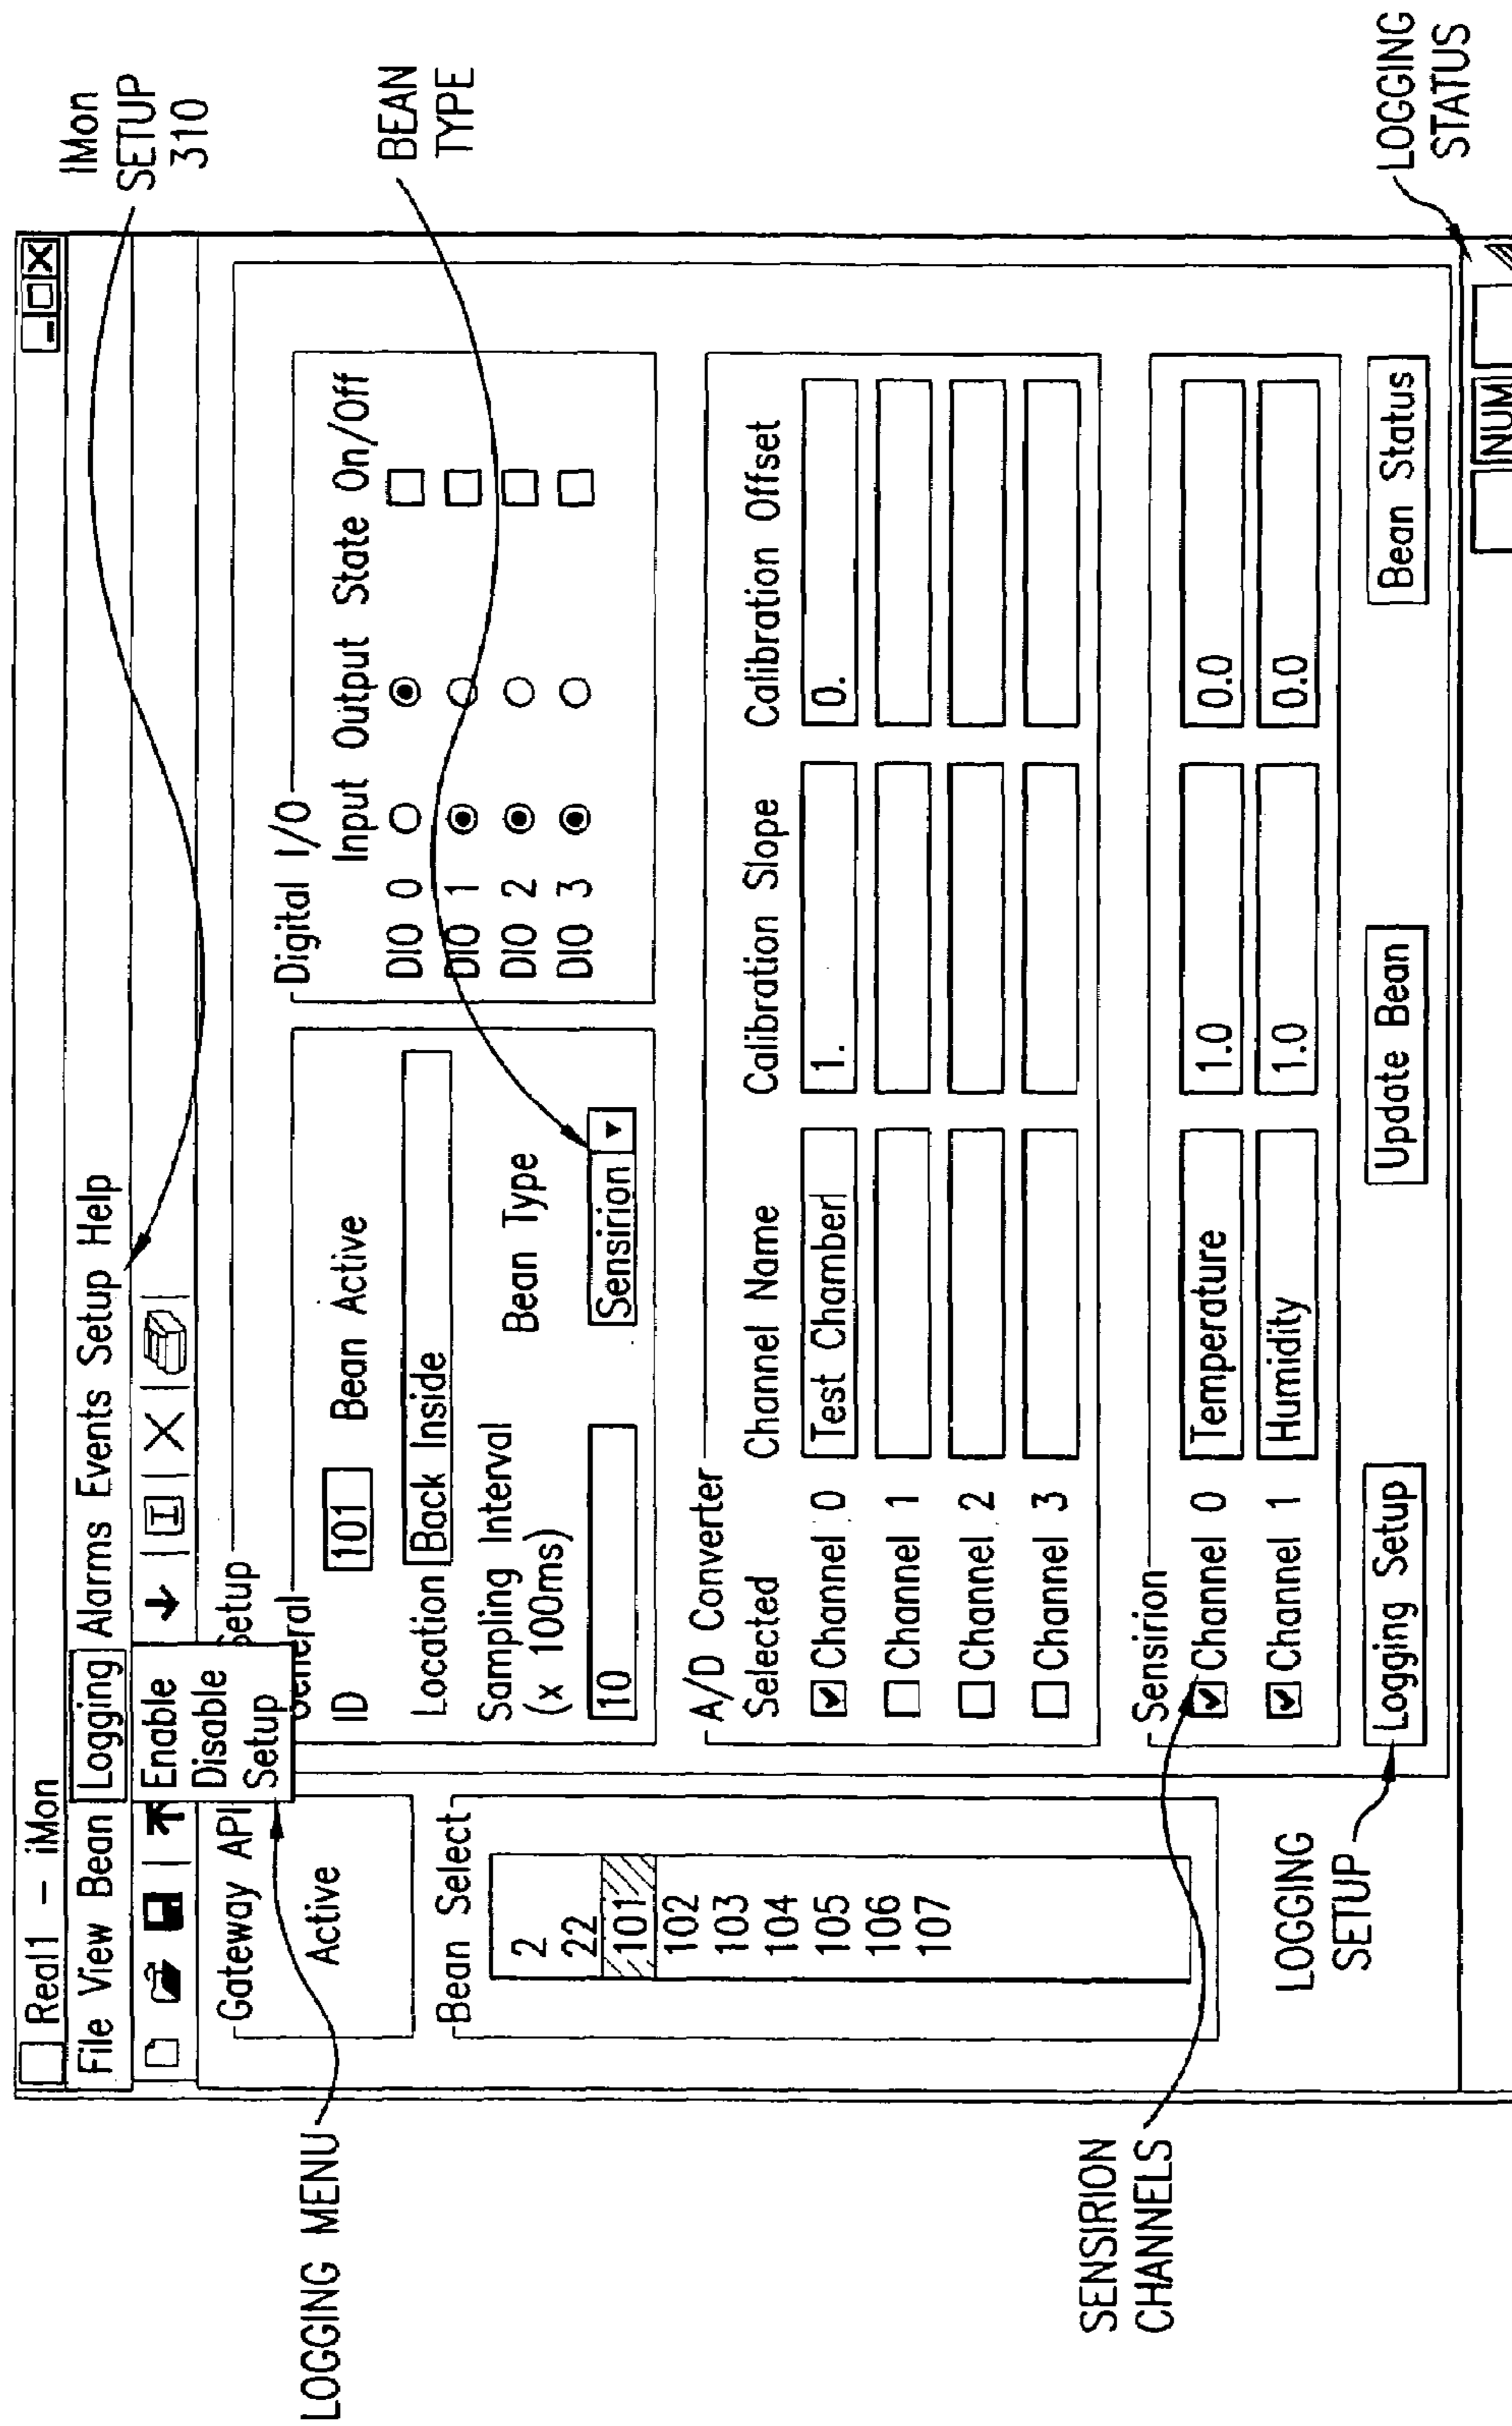 Real1 - iMon
File View Bean Logging Alarms Events Setup Help
Enable
Disable
Setup
IMon
SETUP
310
Gateway API
Active
Setup
General
ID 101 Bean Active
Location Back Inside
Sampling Interval
(x 100ms)
10
Bean Type
Sensirion
Digital I/O
Input Output State On/Off
DIO 0
DIO 1
DIO 2
DIO 3
BEAN
TYPE
LOGGING MENU
Bean Select
2
22
101
102
103
104
105
106
107
A/D Converter
Selected Channel Name Calibration Slope Calibration Offset
Channel 0 Test Chamber 1. 0.
Channel 1
Channel 2
Channel 3
Sensirion
Channel 0 Temperature 1.0 0.0
Channel 1 Humidity 1.0 0.0
SENSIRION
CHANNELS
LOGGING
SETUP
Logging Setup Update Bean Bean Status
NUM
LOGGING
STATUS